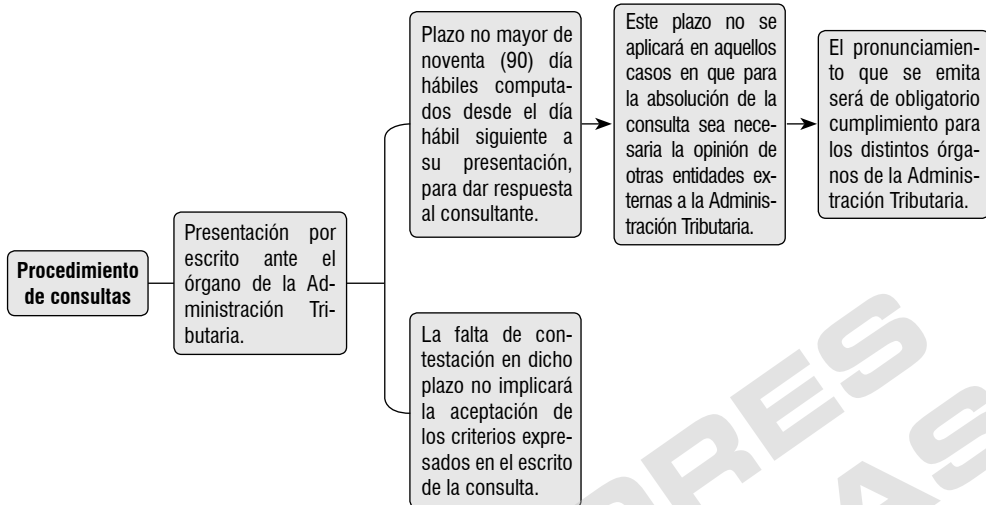 Procedimiento
de consultas
Presentación por
escrito ante el
órgano de la Ad-
ministración Tri-
butaria.
Plazo no mayor de
noventa (90) día
hábiles computa-
dos desde el día
hábil siguiente a
su presentación,
para dar respuesta
al consultante.
Este plazo no se
aplicará en aquellos
casos en que para
la absolución de la
consulta sea nece-
saria la opinión de
otras entidades ex-
ternas a la Adminis-
tración Tributaria.
El pronunciamien-
to que se emita
será de obligatorio
cumplimiento para
los distintos órga-
nos de la Adminis-
tración Tributaria.
La falta de con-
testación en dicho
plazo no implicará
la aceptación de
los criterios expre-
sados en el escrito
de la consulta.